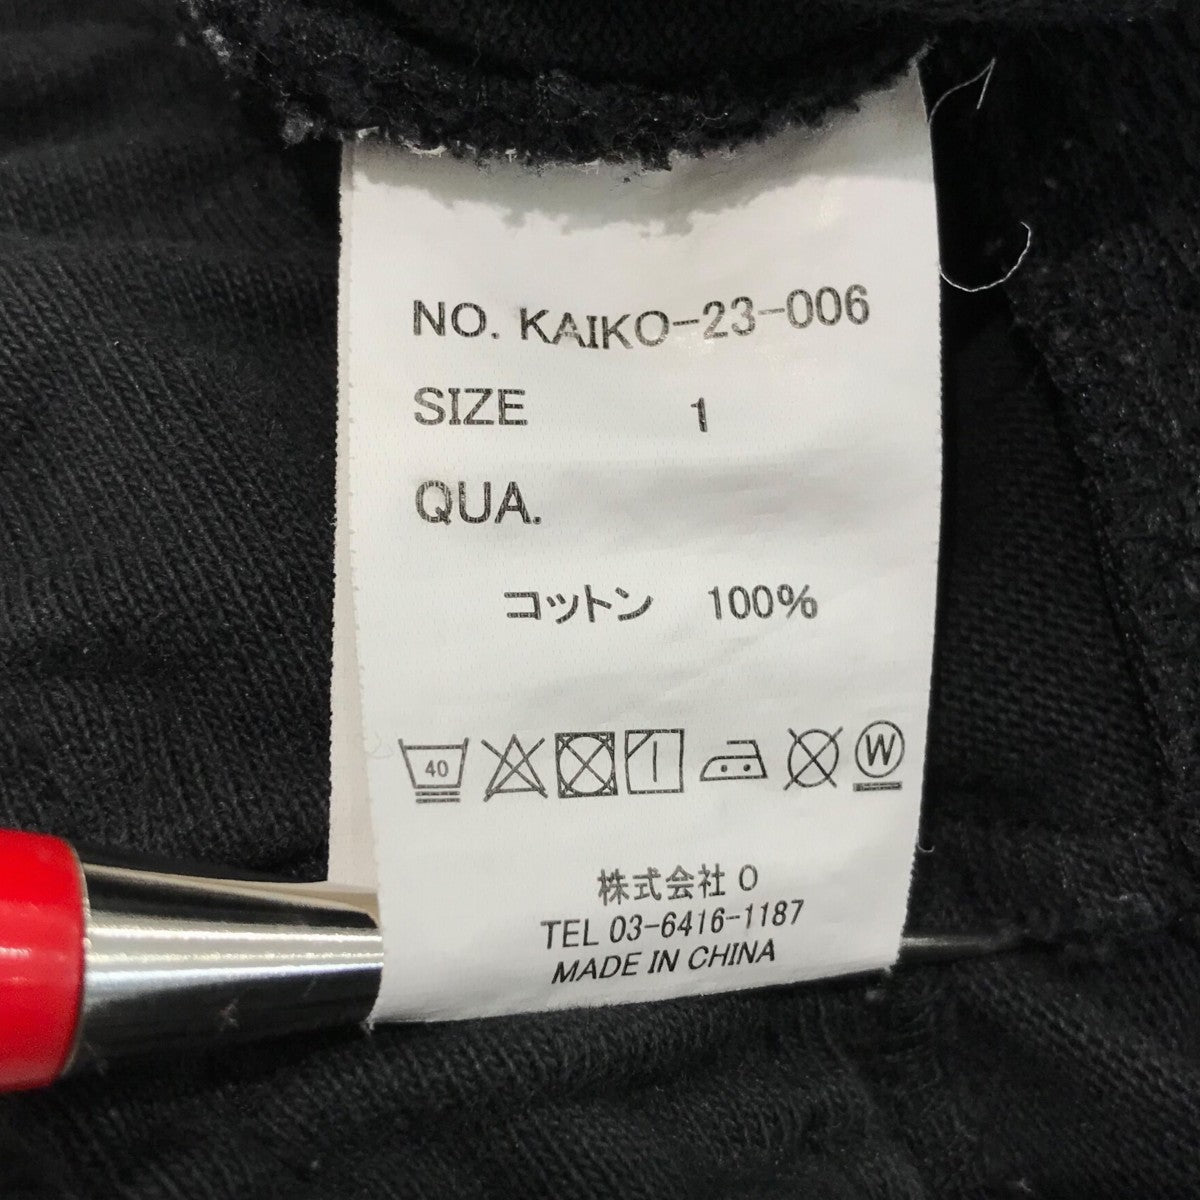 NO. KAIKO-23-006
SIZE 1
QUA.
コットン 100%
40 W
株式会社 O
TEL 03-6416-1187
MADE IN CHINA